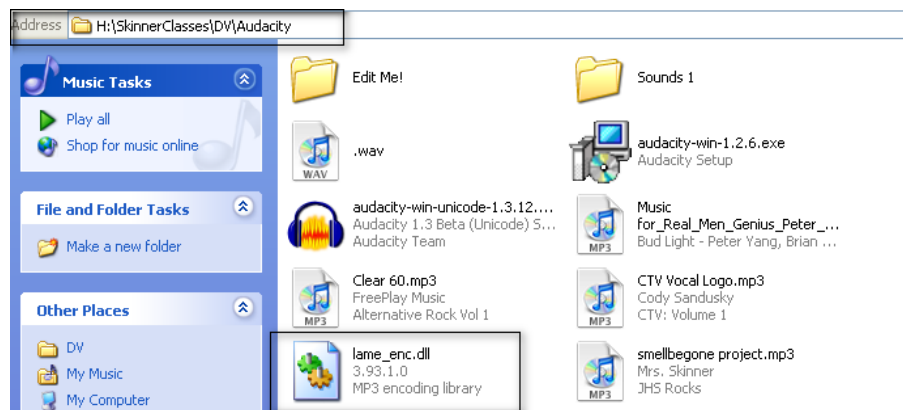 Address H:\SkinnerClasses\DV\Audacity
Music Tasks
Play all
Shop for music online
File and Folder Tasks
Make a new folder
Other Places
DV
My Music
My Computer
Edit Me!
Sounds 1
.wav
WAV
audacity-win-1.2.6.exe
Audacity Setup
audacity-win-unicode-1.3.12....
Audacity 1.3 Beta (Unicode) S...
Audacity Team
Music
for_Real_Men_Genius_Peter_...
Bud Light - Peter Yang, Brian ...
MP3
Clear 60.mp3
FreePlay Music
Alternative Rock Vol 1
MP3
CTV Vocal Logo.mp3
Cody Sandusky
CTV: Volume 1
MP3
lame_enc.dll
3.93.1.0
MP3 encoding library
smellbegone project.mp3
Mrs. Skinner
JHS Rocks
MP3